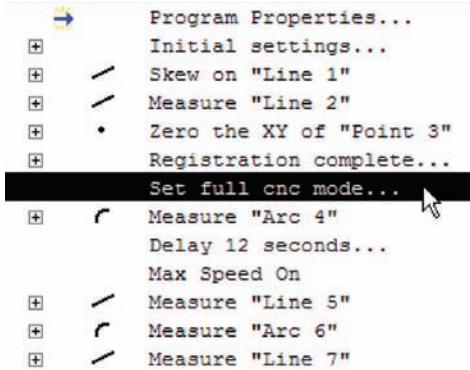 Program Properties...
Initial settings...
Skew on "Line 1"
Measure "Line 2"
Zero the XY of "Point 3"
Registration complete...
Set full cnc mode...
Measure "Arc 4"
Delay 12 seconds...
Max Speed On
Measure "Line 5"
Measure "Arc 6"
Measure "Line 7"